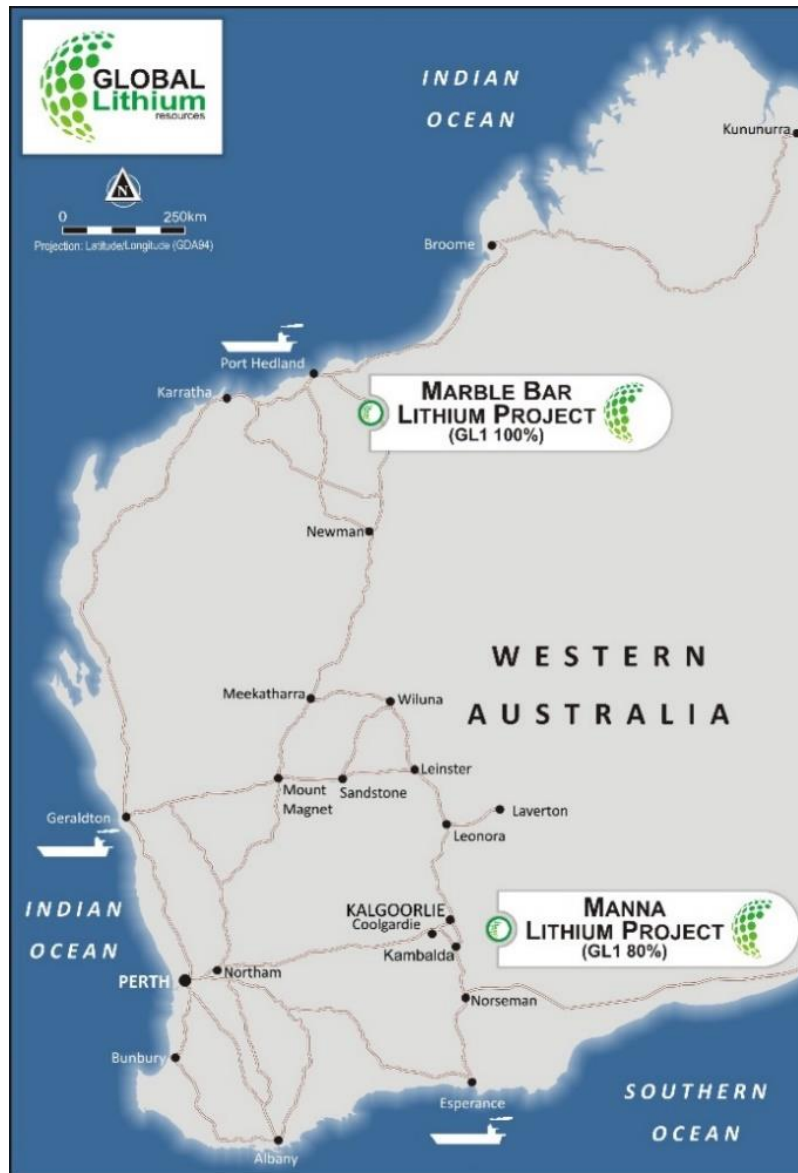 GLOBAL
Lithium
resources
N
0 250km
Projection: Latitude/Longitude (GDA94)
INDIAN
OCEAN
Kununurra
Broome
Port Hedland
Karratha
MARBLE BAR
LITHIUM PROJECT
(GL1 100%)
Newman
WESTERN
AUSTRALIA
Meekatharra
Wiluna
Leinster
Mount
Magnet
Sandstone
Laverton
Geraldton
Leonora
INDIAN
OCEAN
KALGOORLIE
Coolgardie
Kambalda
MANNA
LITHIUM PROJECT
(GL1 80%)
Northam
PERTH
Norseman
Bunbury
Esperance
SOUTHERN
OCEAN
Albany